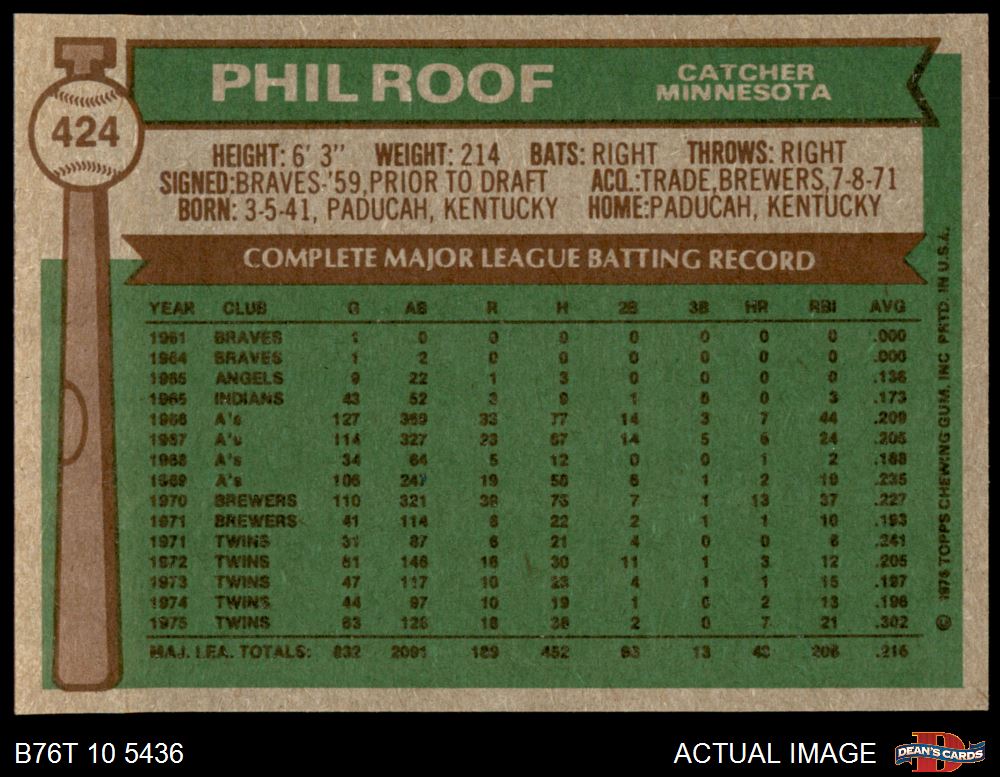 PHIL ROOF
CATCHER
MINNESOTA
424
HEIGHT: 6' 3" WEIGHT: 214 BATS: RIGHT THROWS: RIGHT
SIGNED:BRAVES-'59,PRIOR TO DRAFT ACQ.:TRADE,BREWERS,7-8-71
BORN: 3-5-41, PADUCAH, KENTUCKY HOME:PADUCAH, KENTUCKY
COMPLETE MAJOR LEAGUE BATTING RECORD
YEAR CLUB G AB R H 2B 3B HR RBI AVG
1961 BRAVES 1 0 0 0 0 0 0 0 .000
1964 BRAVES 1 2 0 0 0 0 0 0 .000
1965 ANGELS 9 22 1 3 0 0 0 0 .136
1965 INDIANS 43 52 3 9 1 0 0 3 .173
1966 A's 127 369 33 77 14 3 7 44 .209
1967 A's 114 327 23 67 14 5 6 24 .205
1968 A's 34 64 5 12 0 0 1 2 .188
1969 A's 106 247 19 58 6 1 2 19 .235
1970 BREWERS 110 321 39 73 7 1 13 37 .227
1971 BREWERS 41 114 6 22 2 1 1 10 .193
1971 TWINS 31 87 6 21 4 0 0 6 .241
1972 TWINS 61 146 16 30 11 1 3 12 .205
1973 TWINS 47 117 10 23 4 1 1 15 .197
1974 TWINS 44 97 10 19 1 0 2 13 .196
1975 TWINS 63 126 18 38 2 0 7 21 .302
MAJ. LEA. TOTALS: 832 2091 189 452 13 .216
© 1976 TOPPS CHEWING GUM, INC PRTD. IN U.S.A.
B76T 10 5436
ACTUAL IMAGE
D
DEAN'S CARDS